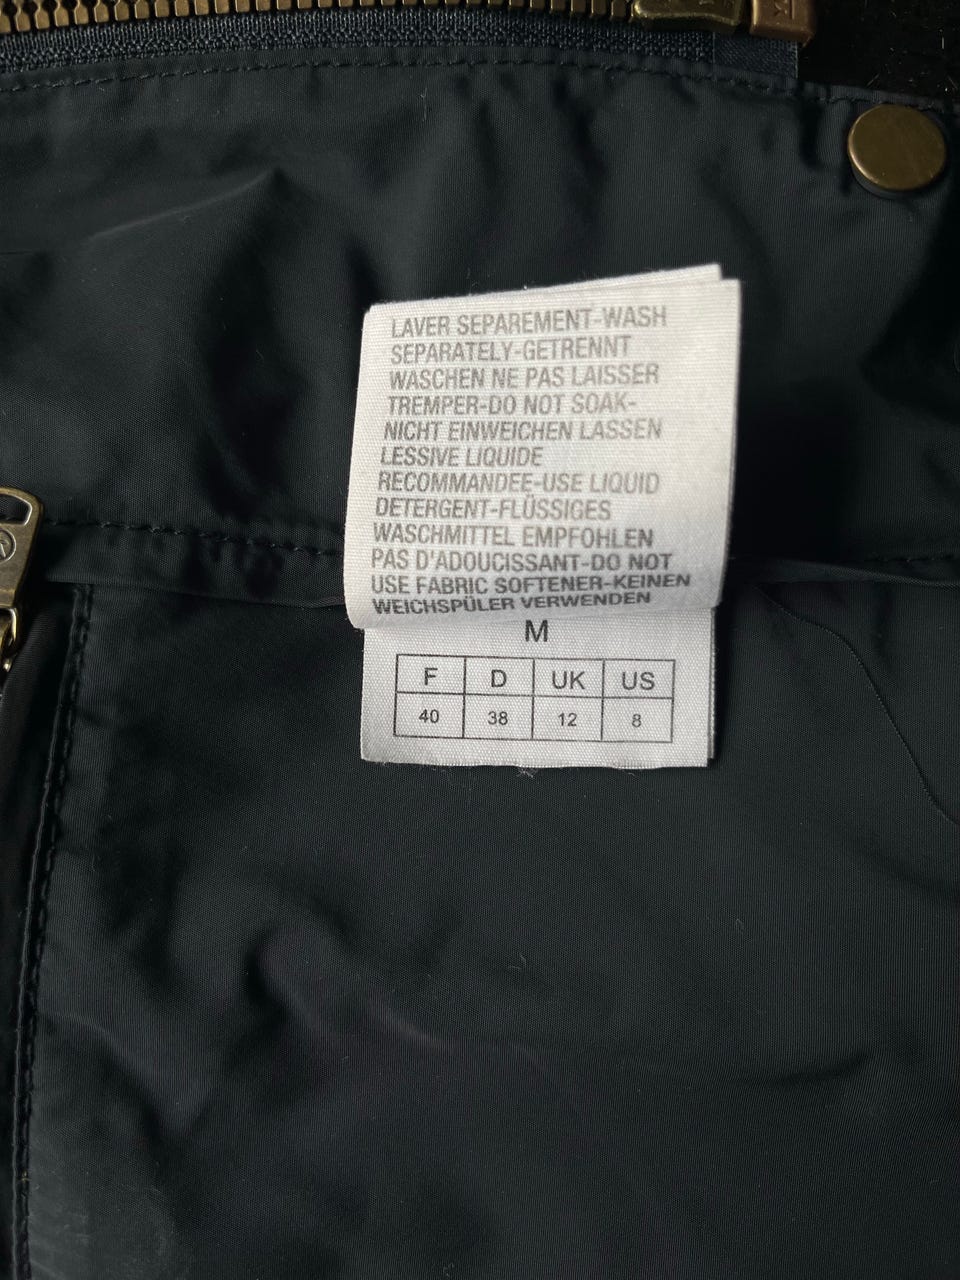 LAVER SEPAREMENT-WASH
SEPARATELY-GETRENNT
WASCHEN NE PAS LAISSER
TREMPER-DO NOT SOAK-
NICHT EINWEICHEN LASSEN
LESSIVE LIQUIDE
RECOMMANDEE-USE LIQUID
DETERGENT-FLÜSSIGES
WASCHMITTEL EMPFOHLEN
PAS D'ADOUCISSANT-DO NOT
USE FABRIC SOFTENER-KEINEN
WEICHSPÜLER VERWENDEN
M
F D UK US
40 38 12 8